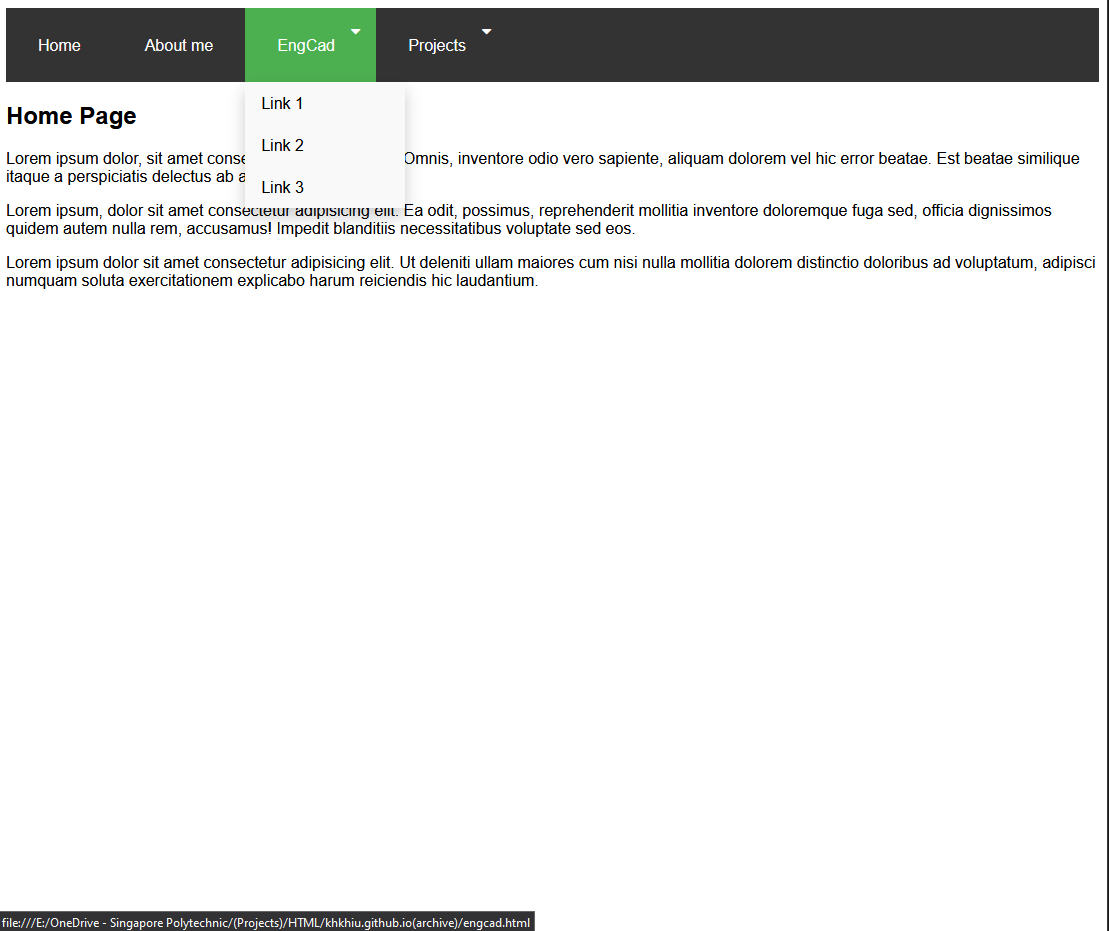 Home About me EngCad Projects
Link 1
Home Page
Link 2
Lorem ipsum dolor, sit amet conse Omnis, inventore odio vero sapiente, aliquam dolorem vel hic error beatae. Est beatae similique
itaque a perspiciatis delectus ab a
Link 3
Lorem ipsum, dolor sit amet consectetur adipisicing elit. Ea odit, possimus, reprehenderit mollitia inventore doloremque fuga sed, officia dignissimos
quidem autem nulla rem, accusamus! Impedit blanditiis necessitatibus voluptate sed eos.
Lorem ipsum dolor sit amet consectetur adipisicing elit. Ut deleniti ullam maiores cum nisi nulla mollitia dolorem distinctio doloribus ad voluptatum, adipisci
numquam soluta exercitationem explicabo harum reiciendis hic laudantium.
file:///E:/OneDrive - Singapore Polytechnic/(Projects)/HTML/khkhiu.github.io(archive)/engcad.html